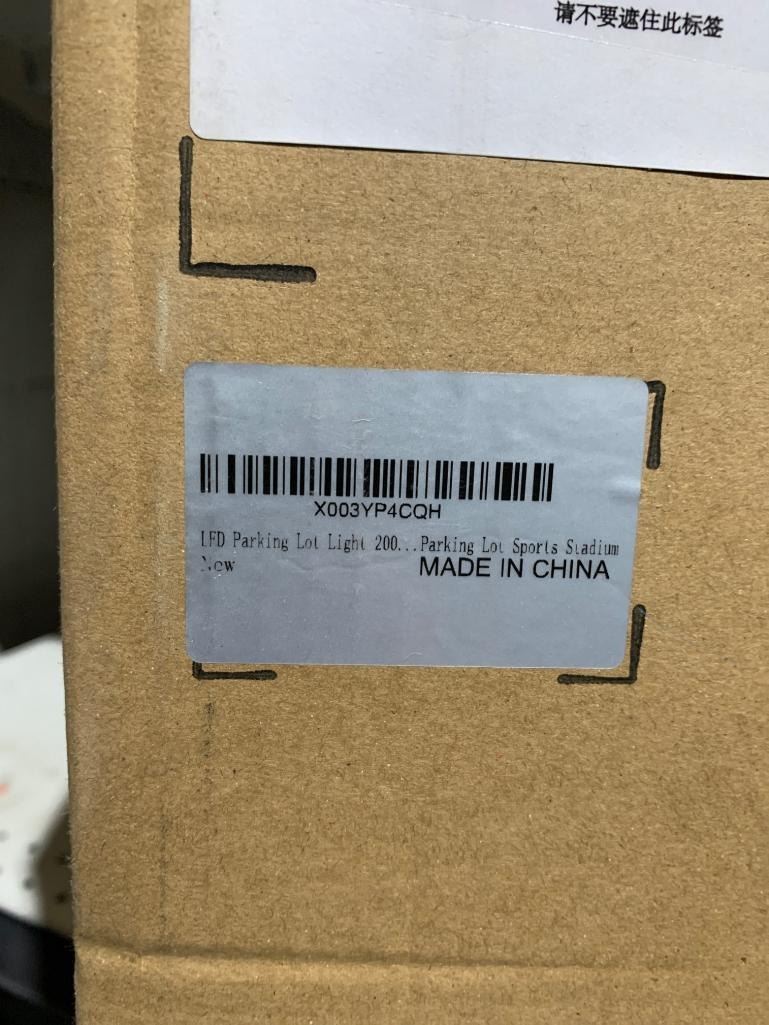 请不要遮住此标签
X003YP4CQH
LED Parking Lot Light 200...Parking Lot Sports Stadium
New
MADE IN CHINA